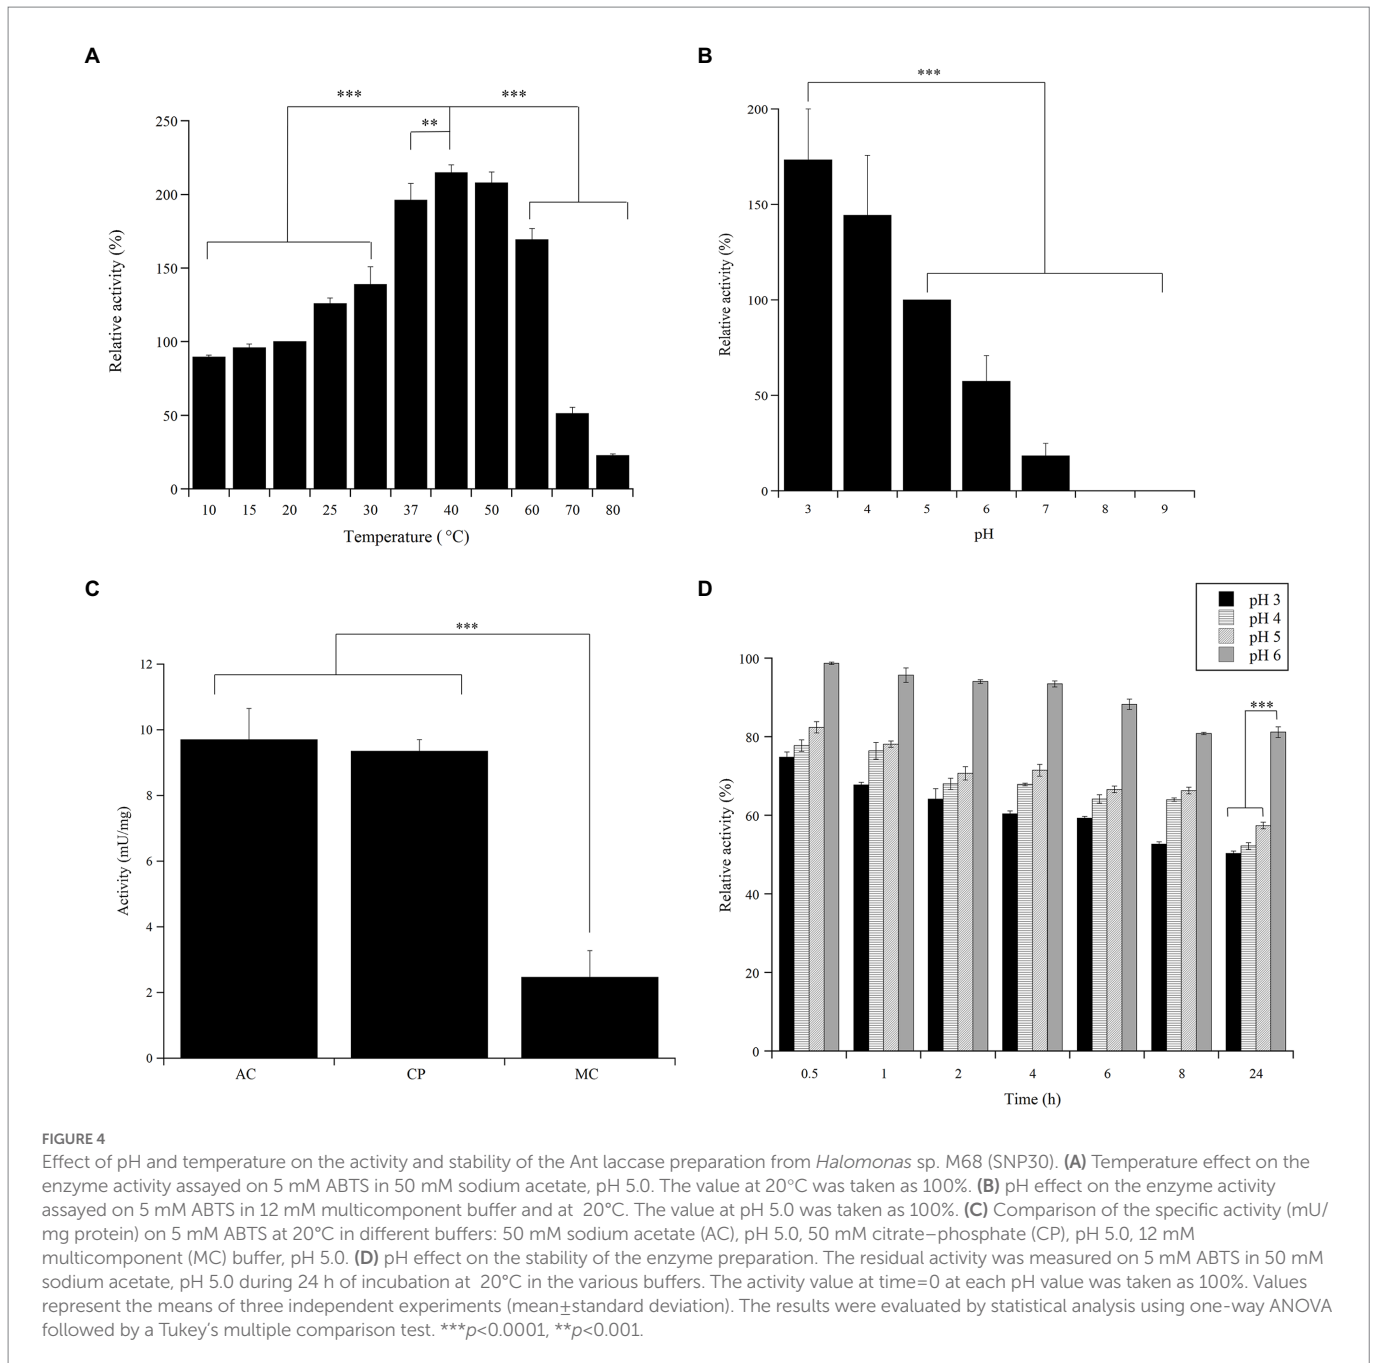 A
***
***
**
250
200
150
100
50
0
Relative activity (%)
10 15 20 25 30 37 40 50 60 70 80
Temperature ( °C)
B
***
200
150
100
50
0
Relative activity (%)
3 4 5 6 7 8 9
pH
C
***
12
10
8
6
4
2
0
Activity (mU/mg)
AC CP MC
D
pH 3
pH 4
pH 5
pH 6
***
100
80
60
40
20
0
Relative activity (%)
0.5 1 2 4 6 8 24
Time (h)
FIGURE 4
Effect of pH and temperature on the activity and stability of the Ant laccase preparation from Halomonas sp. M68 (SNP30). (A) Temperature effect on the
enzyme activity assayed on 5 mM ABTS in 50 mM sodium acetate, pH 5.0. The value at 20°C was taken as 100%. (B) pH effect on the enzyme activity
assayed on 5 mM ABTS in 12 mM multicomponent buffer and at 20°C. The value at pH 5.0 was taken as 100%. (C) Comparison of the specific activity (mU/
mg protein) on 5 mM ABTS at 20°C in different buffers: 50 mM sodium acetate (AC), pH 5.0, 50 mM citrate–phosphate (CP), pH 5.0, 12 mM
multicomponent (MC) buffer, pH 5.0. (D) pH effect on the stability of the enzyme preparation. The residual activity was measured on 5 mM ABTS in 50 mM
sodium acetate, pH 5.0 during 24 h of incubation at 20°C in the various buffers. The activity value at time=0 at each pH value was taken as 100%. Values
represent the means of three independent experiments (mean±standard deviation). The results were evaluated by statistical analysis using one-way ANOVA
followed by a Tukey's multiple comparison test. ***p<0.0001, **p<0.001.